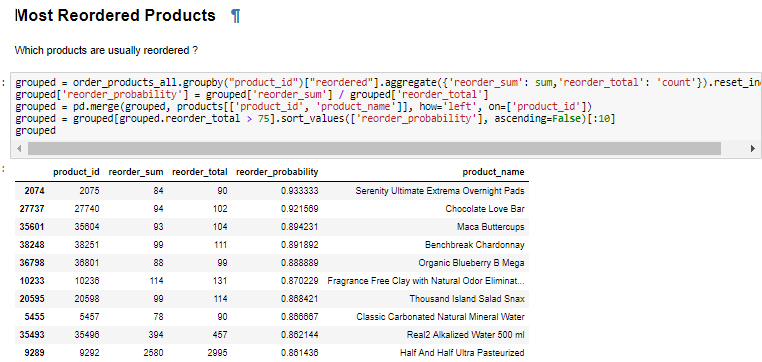 Most Reordered Products ¶
Which products are usually reordered ?
grouped = order_products_all.groupby("product_id")["reordered"].aggregate({'reorder_sum': sum,'reorder_total': 'count'}).reset_in
grouped['reorder_probability'] = grouped['reorder_sum'] / grouped['reorder_total']
grouped = pd.merge(grouped, products[['product_id', 'product_name']], how='left', on=['product_id'])
grouped = grouped[grouped.reorder_total > 75].sort_values(['reorder_probability'], ascending=False)[:10]
grouped
product_id reorder_sum reorder_total reorder_probability product_name
2074 2075 84 90 0.933333 Serenity Ultimate Extrema Overnight Pads
27737 27740 94 102 0.921569 Chocolate Love Bar
35601 35604 93 104 0.894231 Maca Buttercups
38248 38251 99 111 0.891892 Benchbreak Chardonnay
36798 36801 88 99 0.888889 Organic Blueberry B Mega
10233 10236 114 131 0.870229 Fragrance Free Clay with Natural Odor Eliminat...
20595 20598 99 114 0.868421 Thousand Island Salad Snax
5455 5457 78 90 0.866667 Classic Carbonated Natural Mineral Water
35493 35496 394 457 0.862144 Real2 Alkalized Water 500 ml
9289 9292 2580 2995 0.861436 Half And Half Ultra Pasteurized